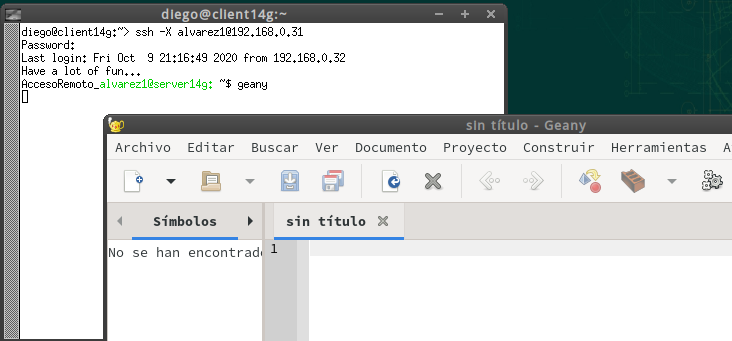 diego@client14g:~
diego@client14g:~> ssh -X alvarez1@192.168.0.31
Password:
Last login: Fri Oct  9 21:16:49 2020 from 192.168.0.32
Have a lot of fun...
AccesoRemoto_alvarez1@server14g: ~$ geany
sin título - Geany
Archivo Editar Buscar Ver Documento Proyecto Construir Herramientas A
Símbolos sin título
No se han encontrado 1